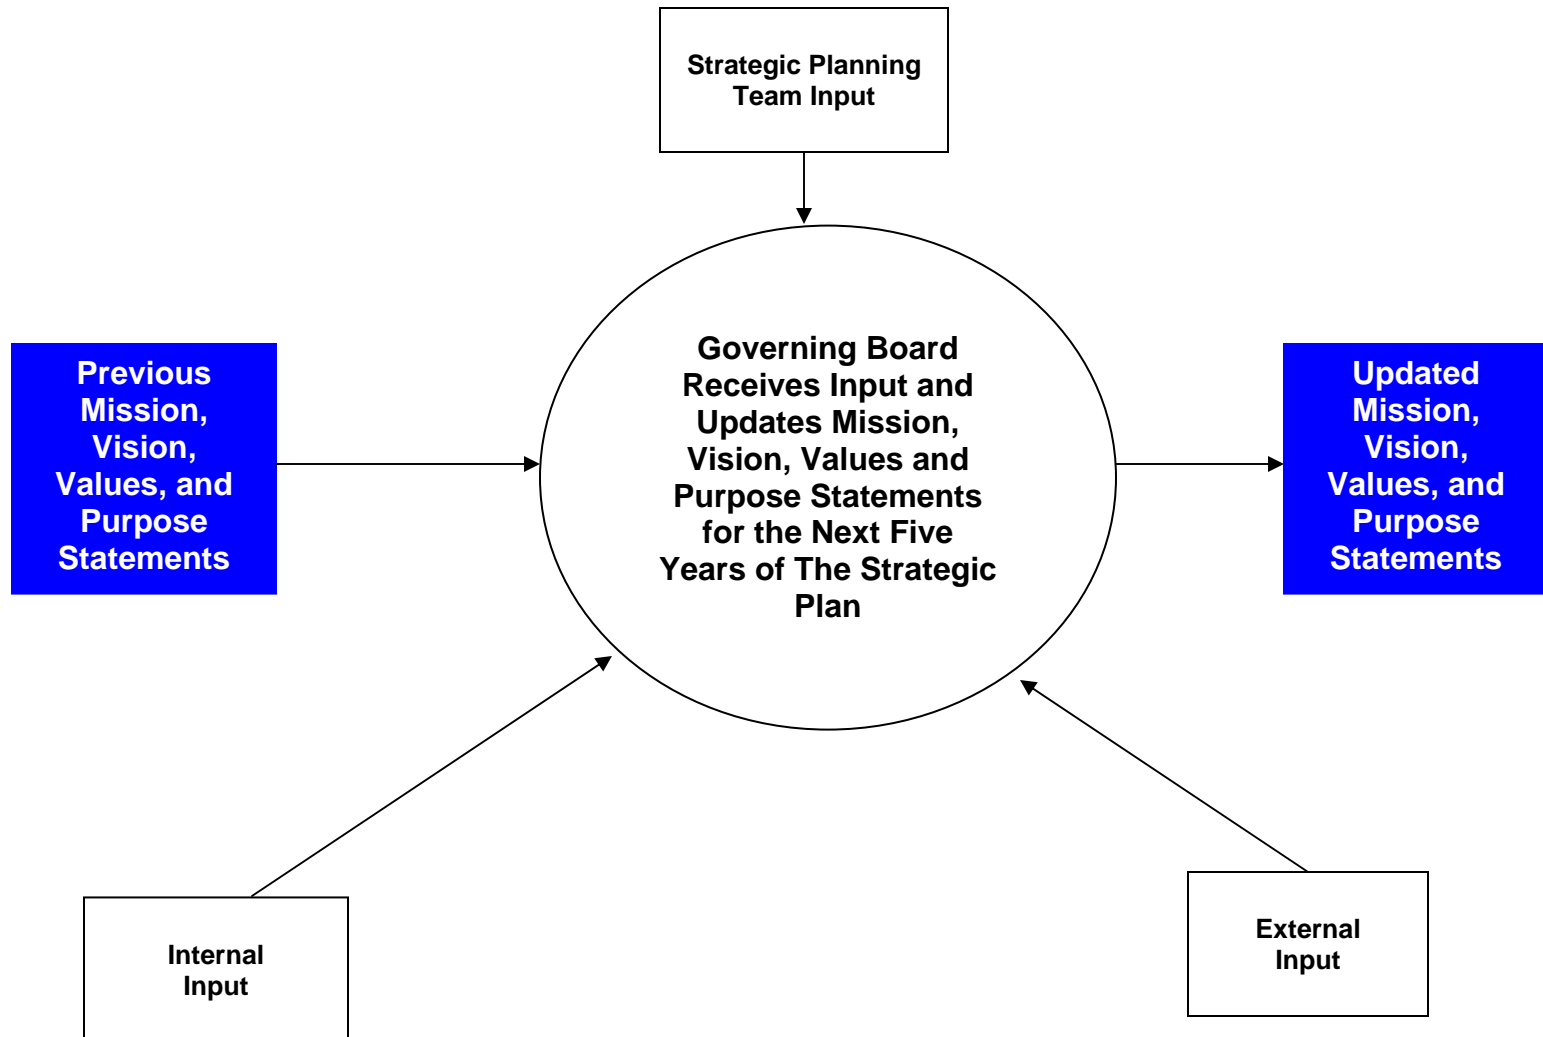 Strategic Planning
Team Input
Previous
Mission,
Vision,
Values, and
Purpose
Statements
Governing Board
Receives Input and
Updates Mission,
Vision, Values and
Purpose Statements
for the Next Five
Years of The Strategic
Plan
Updated
Mission,
Vision,
Values, and
Purpose
Statements
Internal
Input
External
Input